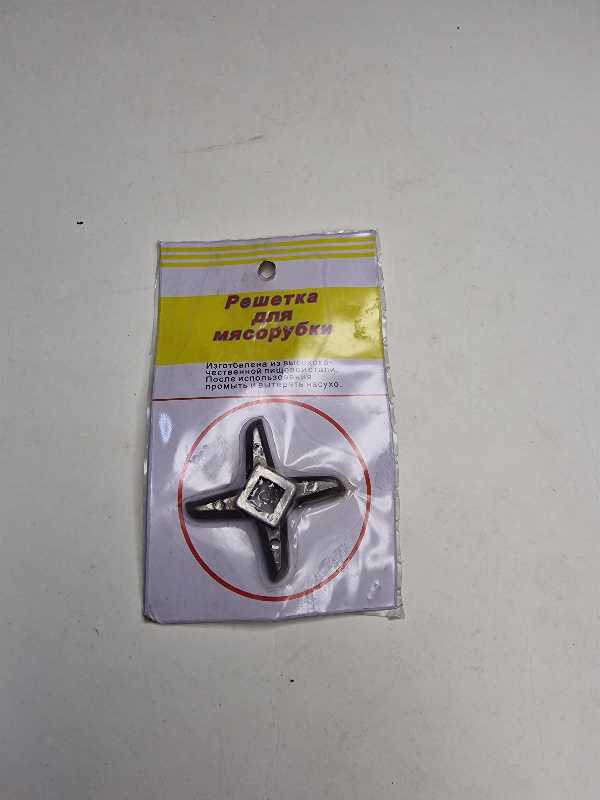 Решетка
для
мясорубки
Изготовлена из высокока-
чественной пищевой стали.
После использования
промыть и вытереть насухо.